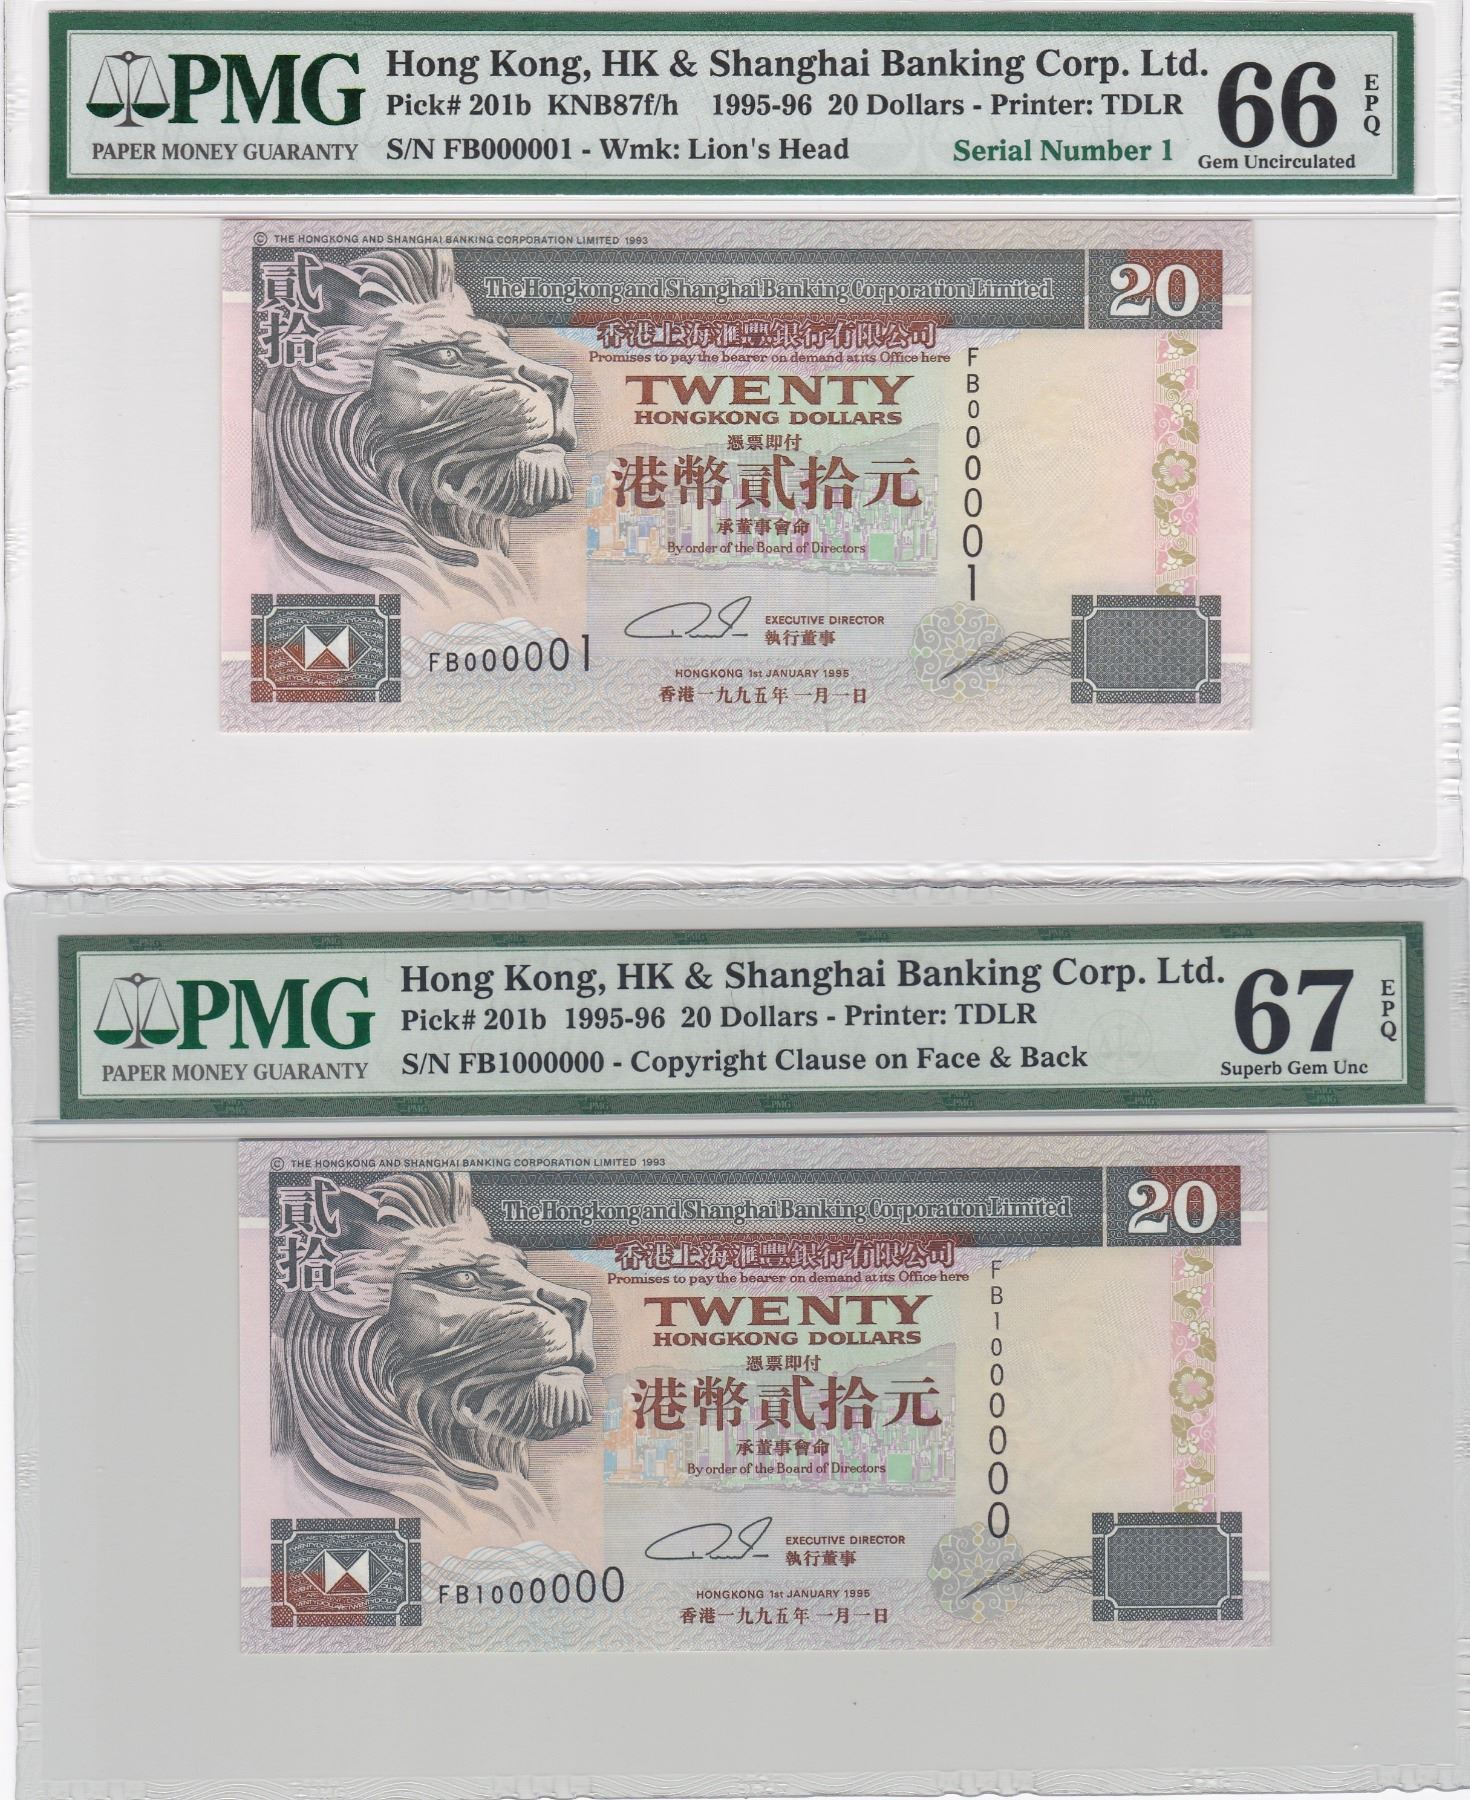 PMG
PAPER MONEY GUARANTY
Hong Kong, HK & Shanghai Banking Corp. Ltd.
Pick# 201b KNB87f/h 1995-96 20 Dollars - Printer: TDLR
S/N FB000001 - Wmk: Lion's Head Serial Number 1
66
EPQ
Gem Uncirculated
© THE HONGKONG AND SHANGHAI BANKING CORPORATION LIMITED 1993
貳拾
The Hongkong and Shanghai Banking Corporation Limited
20
香港上海滙豐銀行有限公司
Promises to pay the bearer on demand at its Office here
TWENTY
HONGKONG DOLLARS
憑票即付
港幣貳拾元
承董事會命
By order of the Board of Directors
FB000001
EXECUTIVE DIRECTOR
執行董事
FB000001
HONGKONG 1st JANUARY 1995
香港一九九五年一月一日
PMG
PAPER MONEY GUARANTY
Hong Kong, HK & Shanghai Banking Corp. Ltd.
Pick# 201b 1995-96 20 Dollars - Printer: TDLR
S/N FB1000000 - Copyright Clause on Face & Back
67
EPQ
Superb Gem Unc
© THE HONGKONG AND SHANGHAI BANKING CORPORATION LIMITED 1993
貳拾
The Hongkong and Shanghai Banking Corporation Limited
20
香港上海滙豐銀行有限公司
Promises to pay the bearer on demand at its Office here
TWENTY
HONGKONG DOLLARS
憑票即付
港幣貳拾元
承董事會命
By order of the Board of Directors
FB1000000
EXECUTIVE DIRECTOR
執行董事
FB1000000
HONGKONG 1st JANUARY 1995
香港一九九五年一月一日